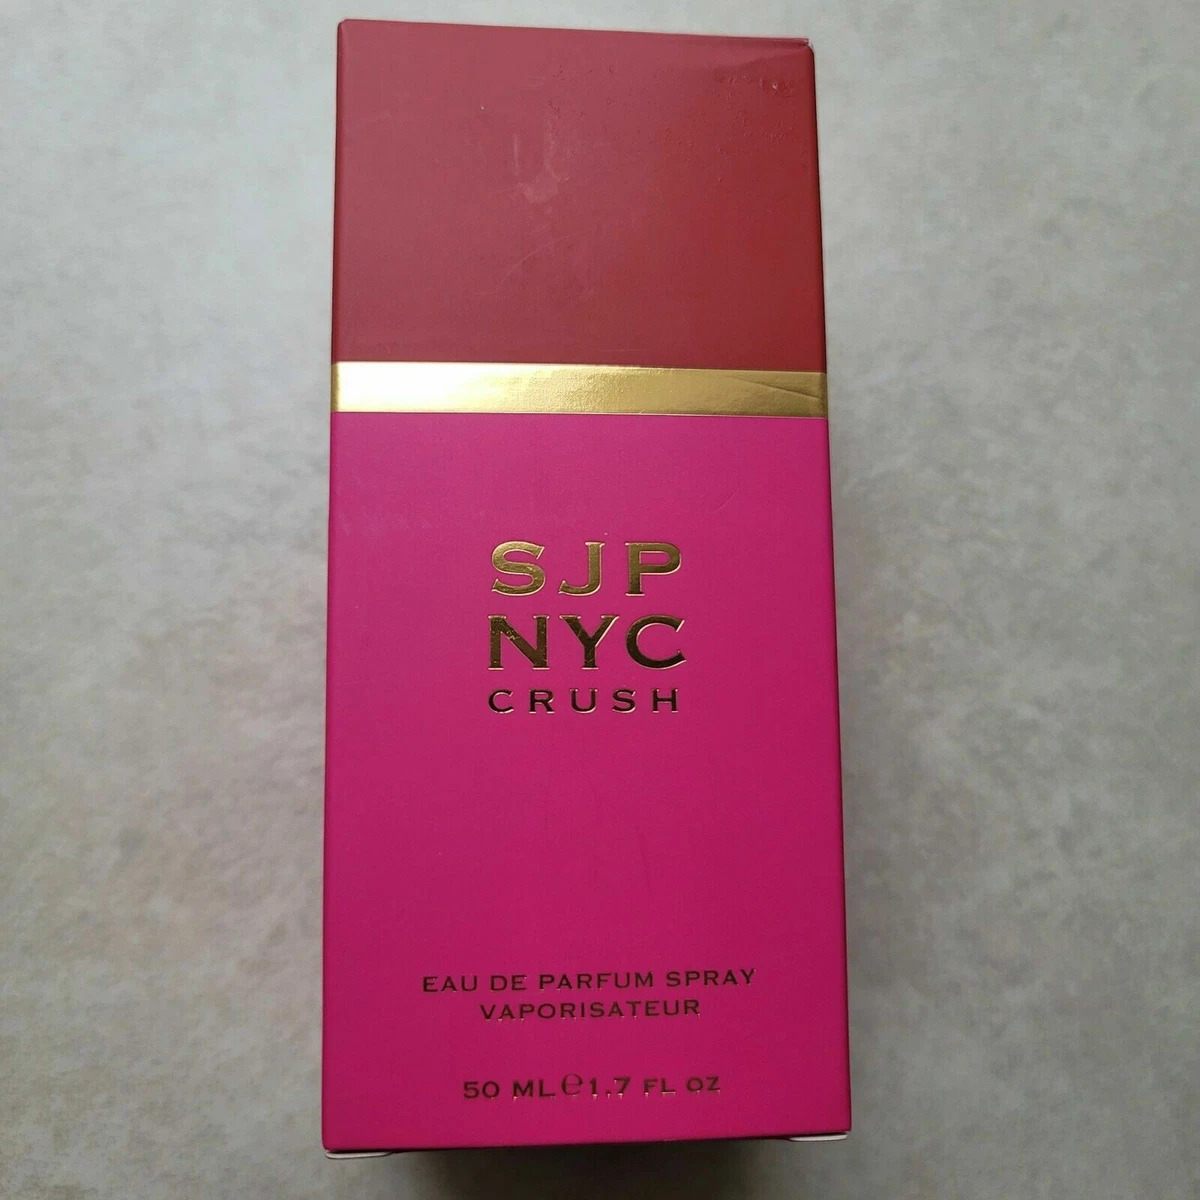 SJP
NYC
CRUSH
EAU DE PARFUM SPRAY
VAPORISATEUR
50 ML ℮ 1.7 FL OZ